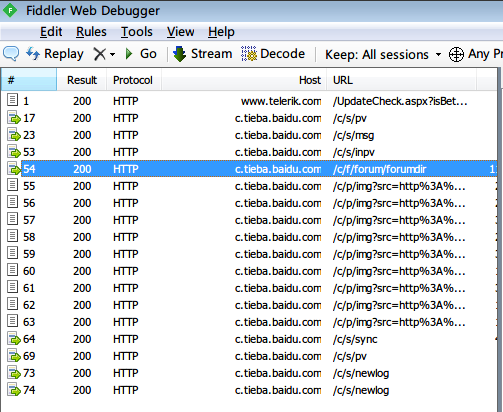 Fiddler Web Debugger
Edit Rules Tools View Help
Replay Go Stream Decode Keep: All sessions Any Pr
# Result Protocol Host URL
1 200 HTTP www.telerik.com /UpdateCheck.aspx?isBet...
17 200 HTTP c.tieba.baidu.com /c/s/pv
23 200 HTTP c.tieba.baidu.com /c/s/msg
53 200 HTTP c.tieba.baidu.com /c/s/inpv
54 200 HTTP c.tieba.baidu.com /c/f/forum/forumdir
55 200 HTTP c.tieba.baidu.com /c/p/img?src=http%3A%...
56 200 HTTP c.tieba.baidu.com /c/p/img?src=http%3A%...
57 200 HTTP c.tieba.baidu.com /c/p/img?src=http%3A%...
58 200 HTTP c.tieba.baidu.com /c/p/img?src=http%3A%...
59 200 HTTP c.tieba.baidu.com /c/p/img?src=http%3A%...
60 200 HTTP c.tieba.baidu.com /c/p/img?src=http%3A%...
61 200 HTTP c.tieba.baidu.com /c/p/img?src=http%3A%...
62 200 HTTP c.tieba.baidu.com /c/p/img?src=http%3A%...
63 200 HTTP c.tieba.baidu.com /c/p/img?src=http%3A%...
64 200 HTTP c.tieba.baidu.com /c/s/sync
69 200 HTTP c.tieba.baidu.com /c/s/pv
73 200 HTTP c.tieba.baidu.com /c/s/newlog
74 200 HTTP c.tieba.baidu.com /c/s/newlog